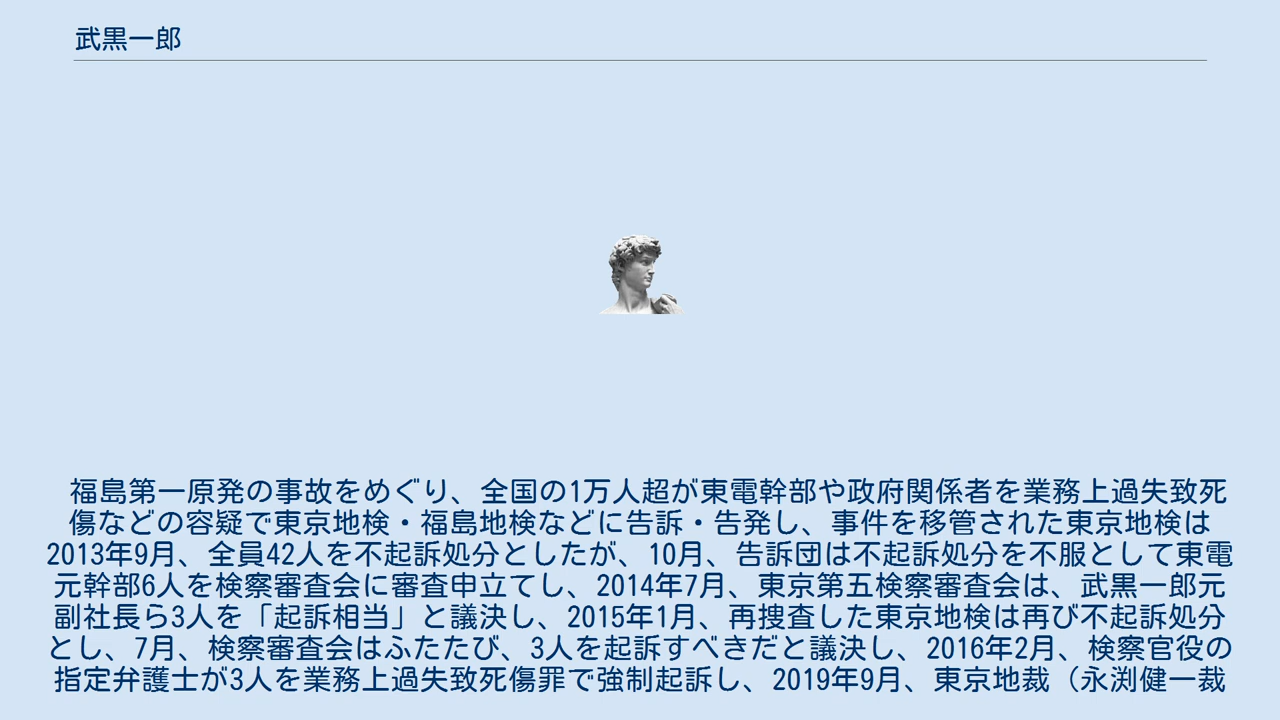 武黒一郎
福島第一原発の事故をめぐり、全国の1万人超が東電幹部や政府関係者を業務上過失致死
傷などの容疑で東京地検・福島地検などに告訴・告発し、事件を移管された東京地検は
2013年9月、全員42人を不起訴処分としたが、10月、告訴団は不起訴処分を不服として東電
元幹部6人を検察審査会に審査申立てし、2014年7月、東京第五検察審査会は、武黒一郎元
副社長ら3人を「起訴相当」と議決し、2015年1月、再捜査した東京地検は再び不起訴処分
とし、7月、検察審査会はふたたび、3人を起訴すべきだと議決し、2016年2月、検察官役の
指定弁護士が3人を業務上過失致死傷罪で強制起訴し、2019年9月、東京地裁（永渕健一裁